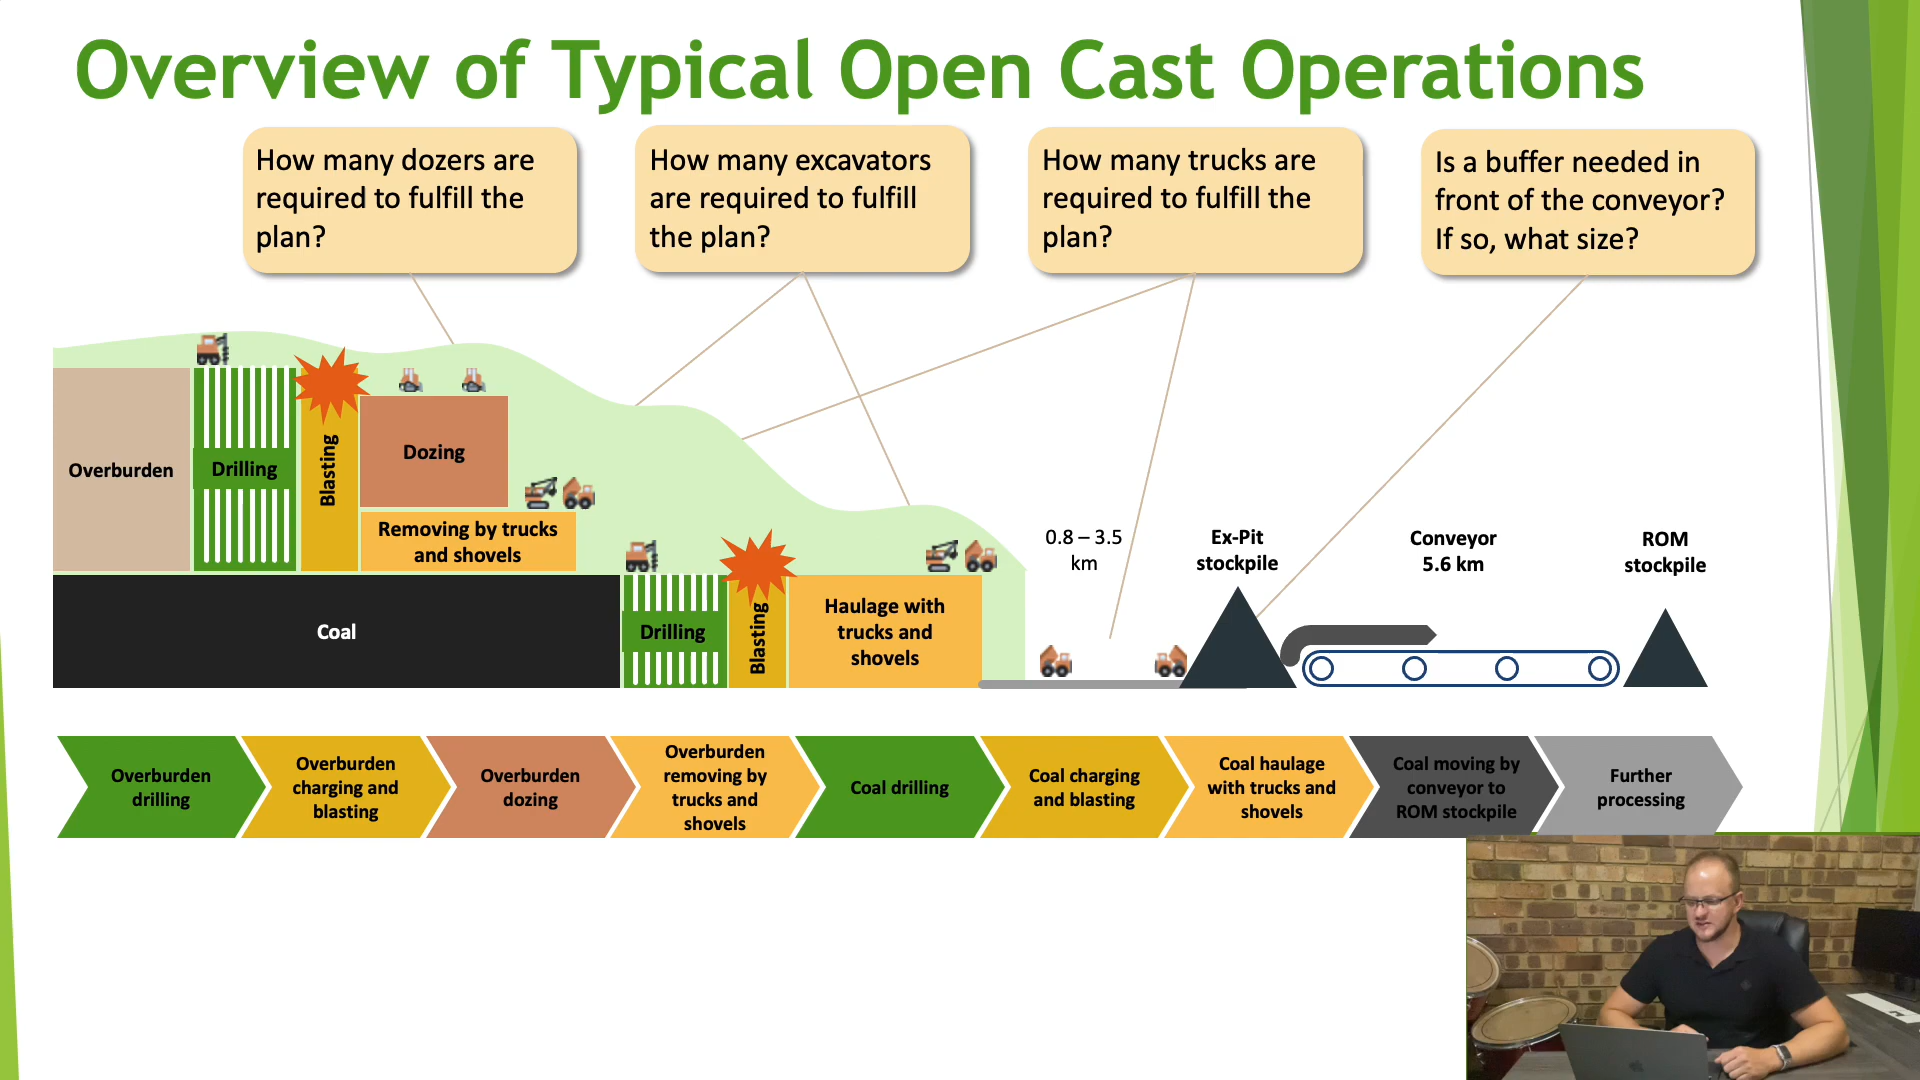 Overview of Typical Open Cast Operations
How many dozers are
required to fulfill the
plan?
How many excavators
are required to fulfill
the plan?
How many trucks are
required to fulfill the
plan?
Is a buffer needed in
front of the conveyor?
If so, what size?
Overburden
Drilling
Blasting
Dozing
Removing by trucks
and shovels
Coal
Drilling
Blasting
Haulage with
trucks and
shovels
0.8 – 3.5
km
Ex-Pit
stockpile
Conveyor
5.6 km
ROM
stockpile
Overburden
drilling
Overburden
charging and
blasting
Overburden
dozing
Overburden
removing by
trucks and
shovels
Coal drilling
Coal charging
and blasting
Coal haulage
with trucks and
shovels
Coal moving by
conveyor to
ROM stockpile
Further
processing